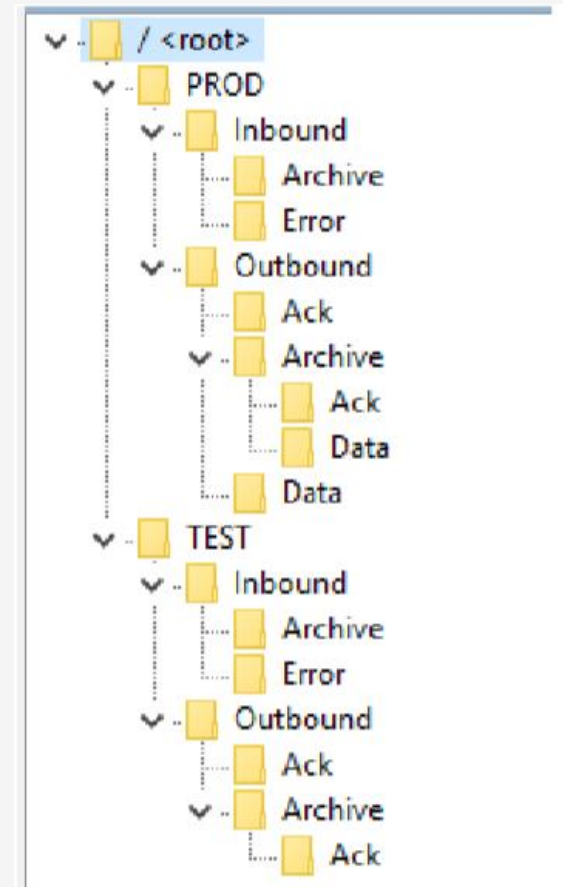 / <root>
PROD
Inbound
Archive
Error
Outbound
Ack
Archive
Ack
Data
Data
TEST
Inbound
Archive
Error
Outbound
Ack
Archive
Ack